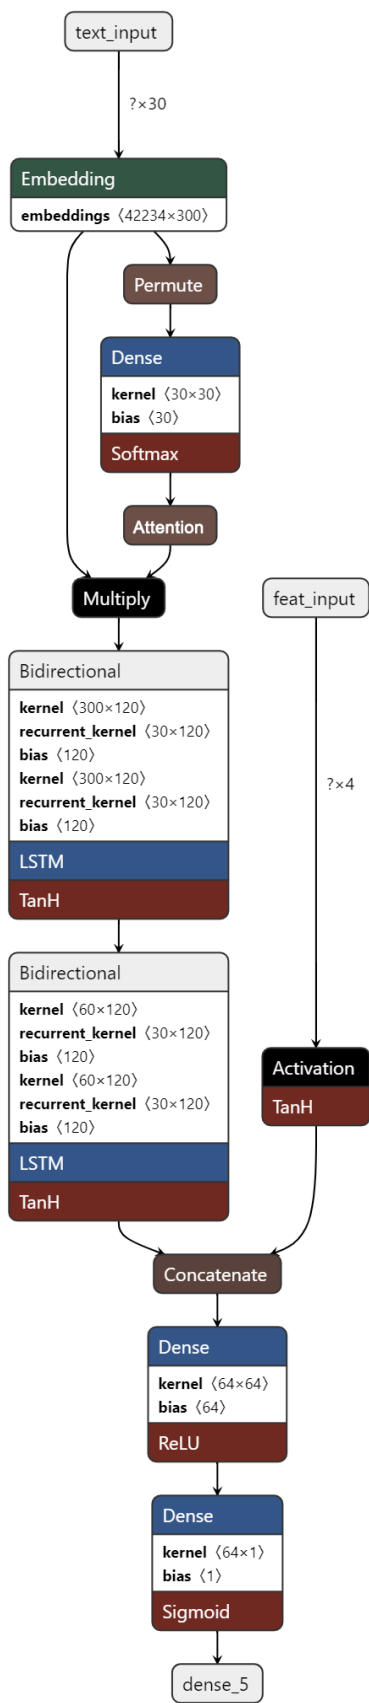 text_input
?×30
Embedding
embeddings ⟨42234×300⟩
Permute
Dense
kernel ⟨30×30⟩
bias ⟨30⟩
Softmax
Attention
Multiply
feat_input
?×4
Bidirectional
kernel ⟨300×120⟩
recurrent_kernel ⟨30×120⟩
bias ⟨120⟩
kernel ⟨300×120⟩
recurrent_kernel ⟨30×120⟩
bias ⟨120⟩
LSTM
TanH
Bidirectional
kernel ⟨60×120⟩
recurrent_kernel ⟨30×120⟩
bias ⟨120⟩
kernel ⟨60×120⟩
recurrent_kernel ⟨30×120⟩
bias ⟨120⟩
LSTM
TanH
Activation
TanH
Concatenate
Dense
kernel ⟨64×64⟩
bias ⟨64⟩
ReLU
Dense
kernel ⟨64×1⟩
bias ⟨1⟩
Sigmoid
dense_5